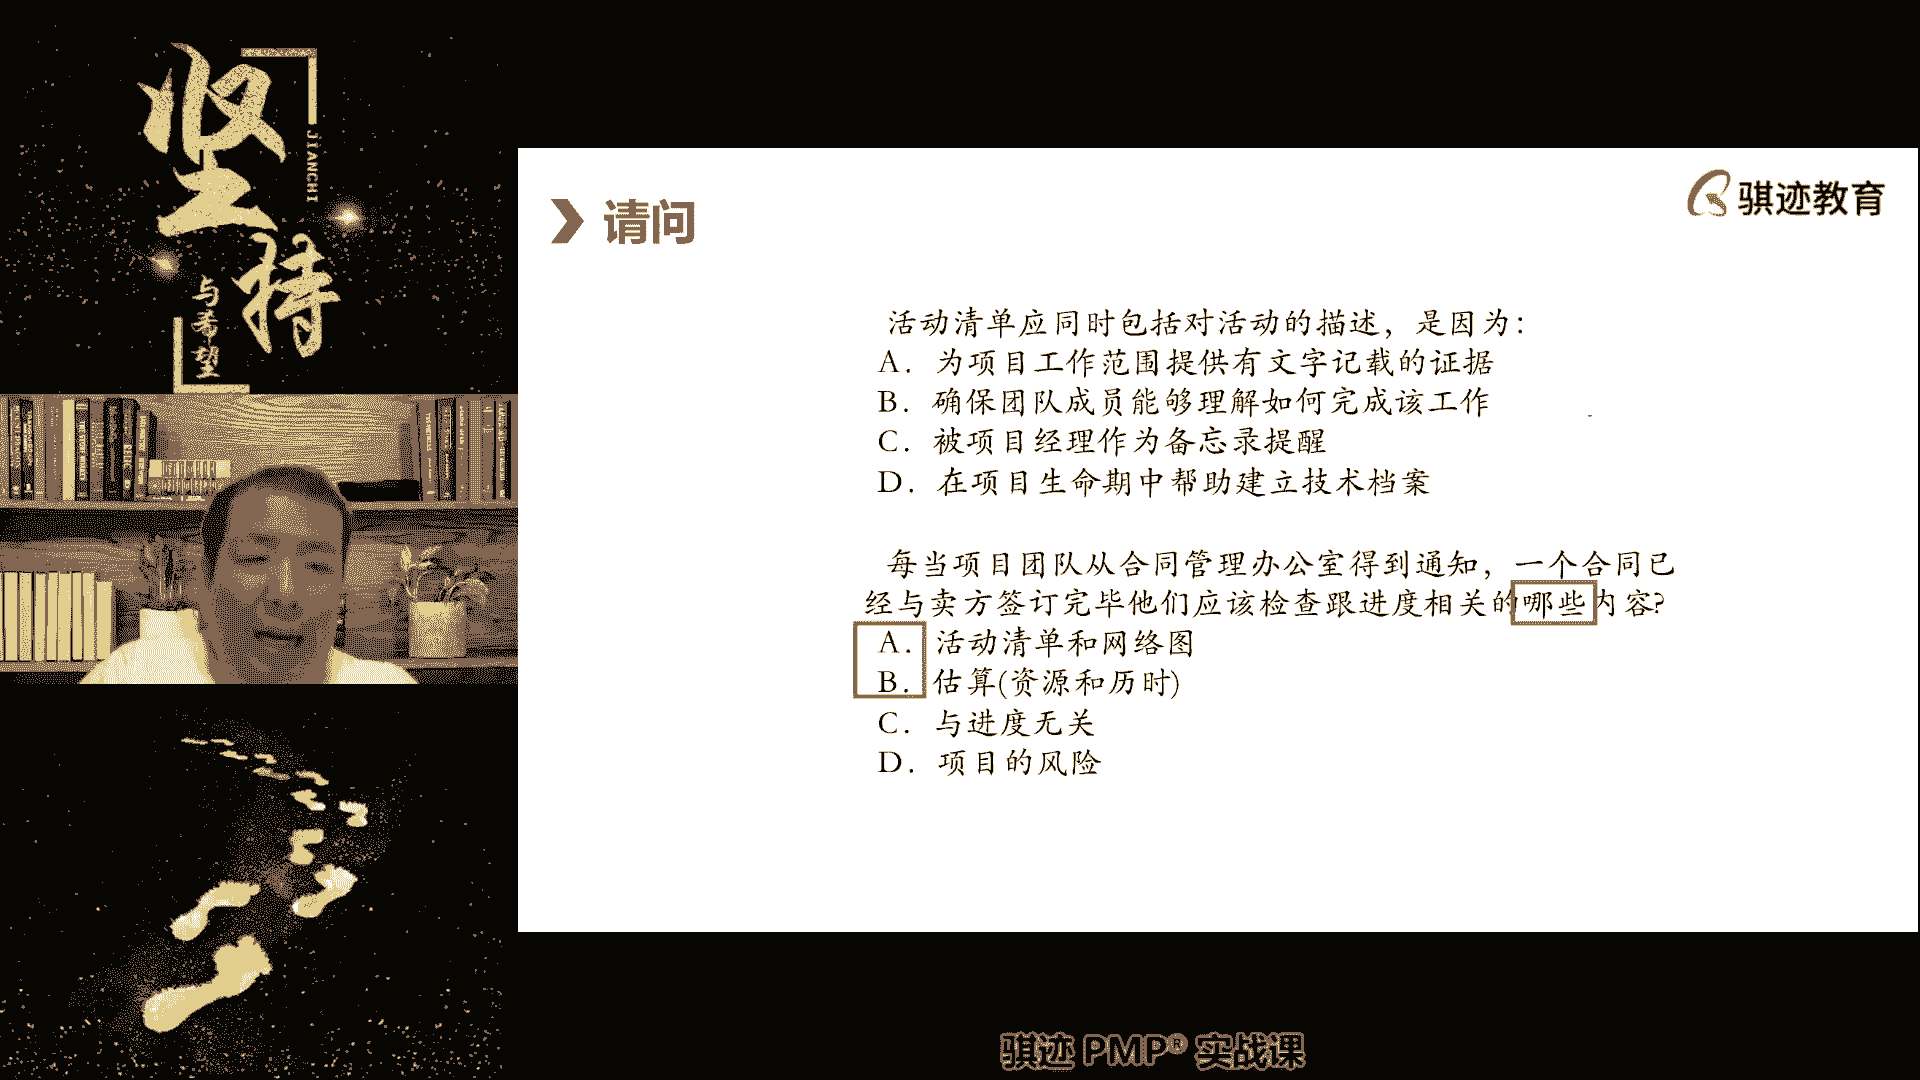 坚持
JIANCHI
与希望
骐迹教育
请问
活动清单应同时包括对活动的描述，是因为：
A．为项目工作范围提供有文字记载的证据
B．确保团队成员能够理解如何完成该工作
C．被项目经理作为备忘录提醒
D．在项目生命期中帮助建立技术档案
每当项目团队从合同管理办公室得到通知，一个合同已
经与卖方签订完毕他们应该检查跟进度相关的哪些内容？
A．活动清单和网络图
B．估算(资源和历时)
C．与进度无关
D．项目的风险
骐迹 PMP® 实战课